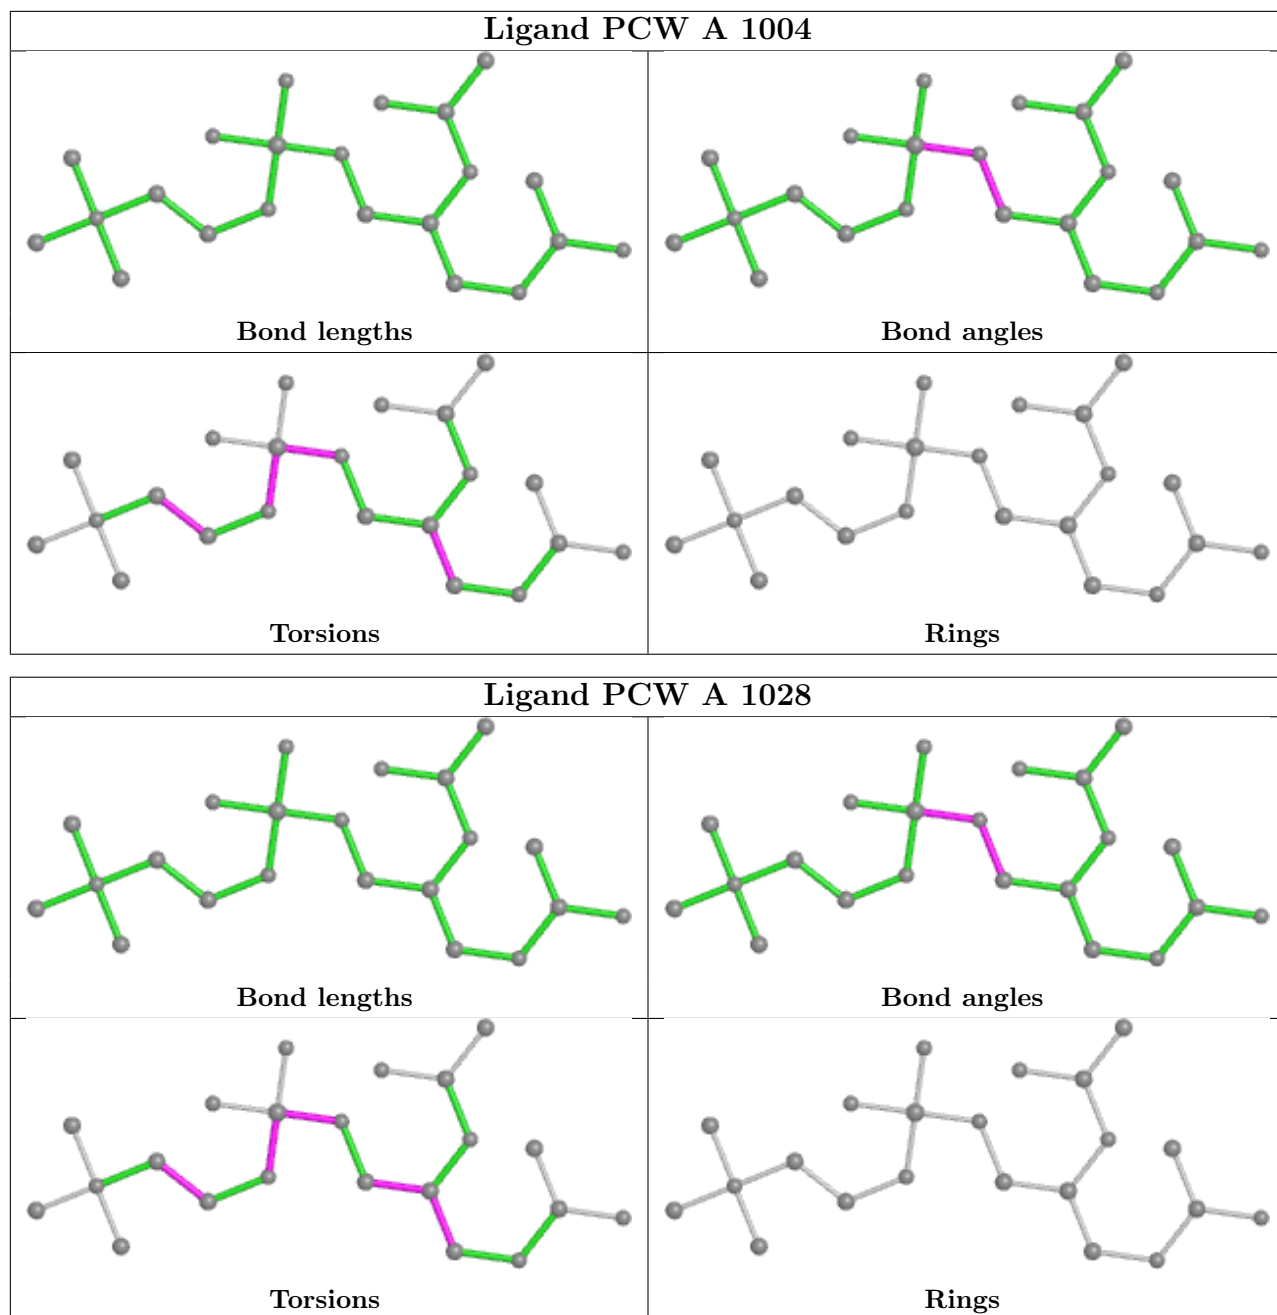 Ligand PCW A 1004
Bond lengths
Bond angles
Torsions
Rings
Ligand PCW A 1028
Bond lengths
Bond angles
Torsions
Rings